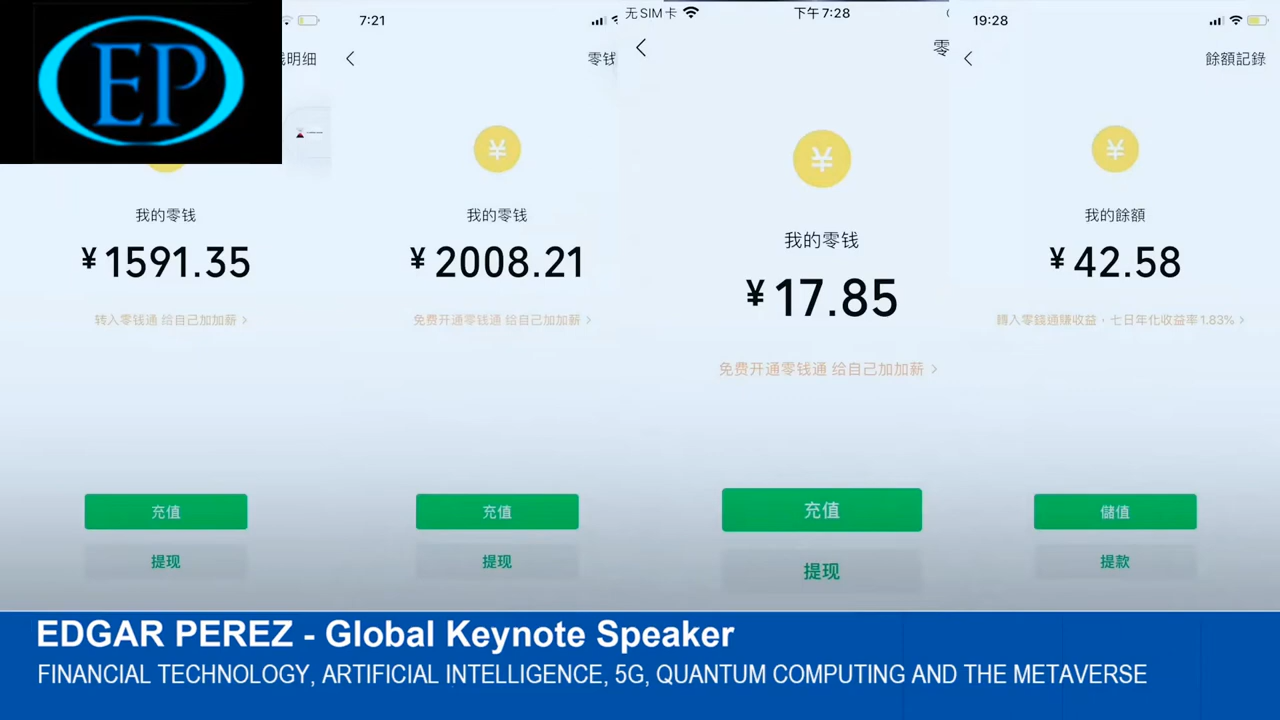 EP
7:21
无SIM卡
下午7:28
19:28
钱明细
零钱
零
餘額記錄
我的零钱
¥1591.35
转入零钱通 给自己加加薪 >
充值
提现
我的零钱
¥2008.21
免费开通零钱通 给自己加加薪 >
充值
提现
我的零钱
¥17.85
免费开通零钱通 给自己加加薪 >
充值
提现
我的餘額
¥42.58
轉入零錢通賺收益，七日年化收益率1.83% >
儲值
提款
EDGAR PEREZ - Global Keynote Speaker
FINANCIAL TECHNOLOGY, ARTIFICIAL INTELLIGENCE, 5G, QUANTUM COMPUTING AND THE METAVERSE